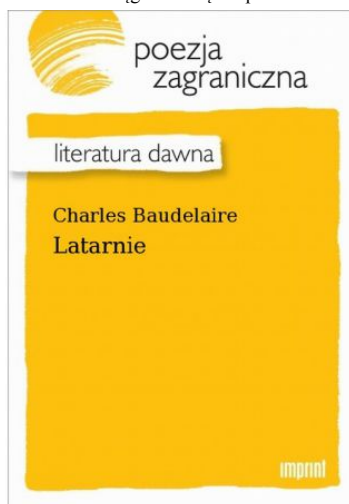 poezja
zagraniczna
literatura dawna
Charles Baudelaire
Latarnie
imprint